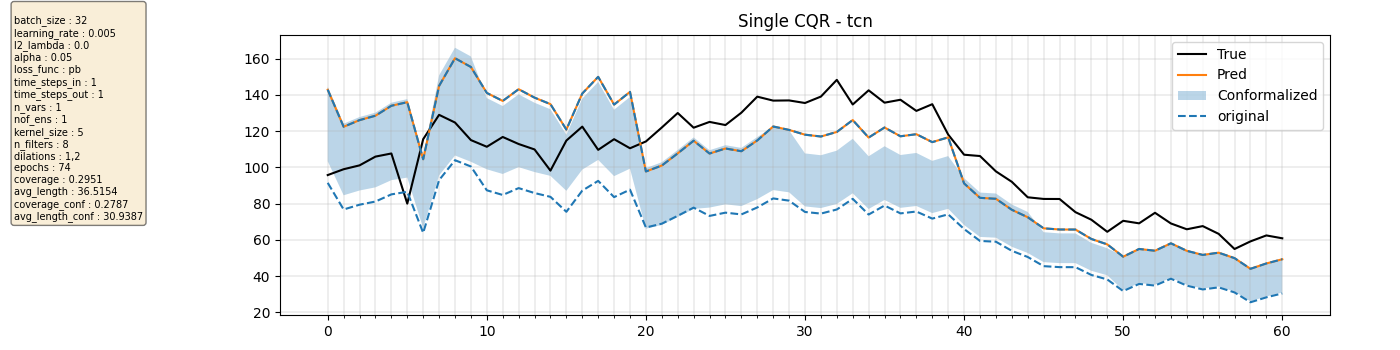 batch_size : 32
learning_rate : 0.005
l2_lambda : 0.0
alpha : 0.05
loss_func : pb
time_steps_in : 1
time_steps_out : 1
n_vars : 1
nof_ens : 1
kernel_size : 5
n_filters : 8
dilations : 1,2
epochs : 74
coverage : 0.2951
avg_length : 36.5154
coverage_conf : 0.2787
avg_length_conf : 30.9387
Single CQR - tcn
True
Pred
Conformalized
original
160
140
120
100
80
60
40
20
0 10 20 30 40 50 60